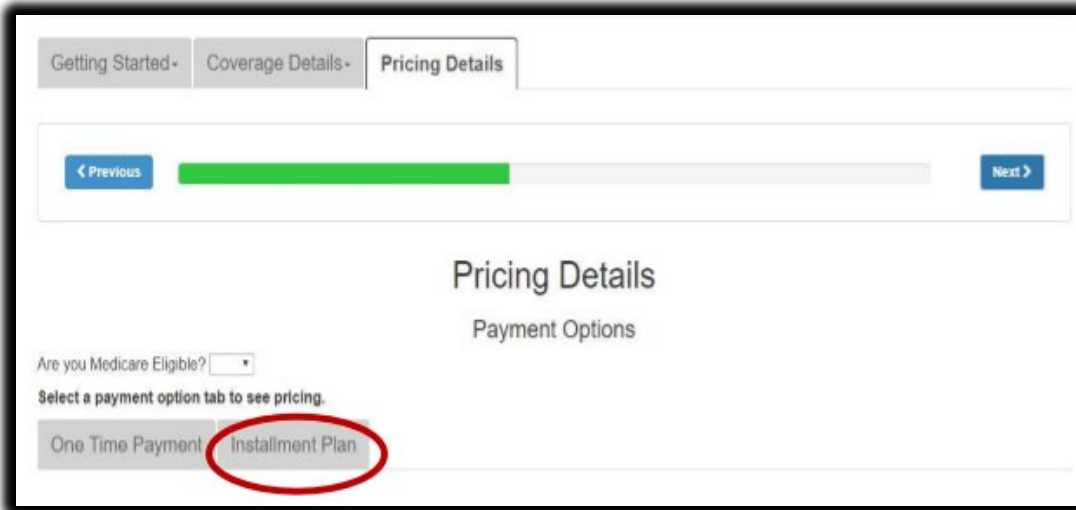 Getting Started Coverage Details Pricing Details
Previous Next
Pricing Details
Payment Options
Are you Medicare Eligible?
Select a payment option tab to see pricing.
One Time Payment Installment Plan